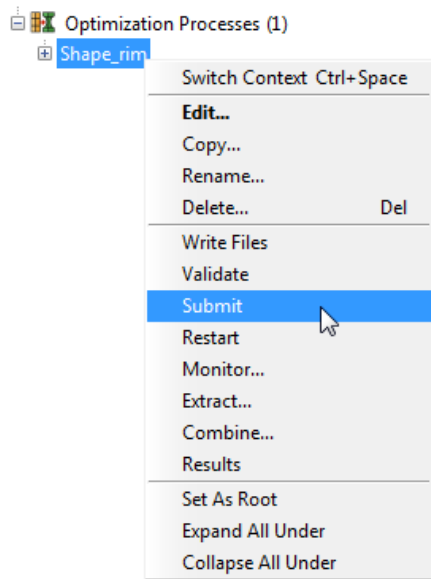 Optimization Processes (1)
Shape_rim
Switch Context Ctrl+Space
Edit...
Copy...
Rename...
Delete... Del
Write Files
Validate
Submit
Restart
Monitor...
Extract...
Combine...
Results
Set As Root
Expand All Under
Collapse All Under